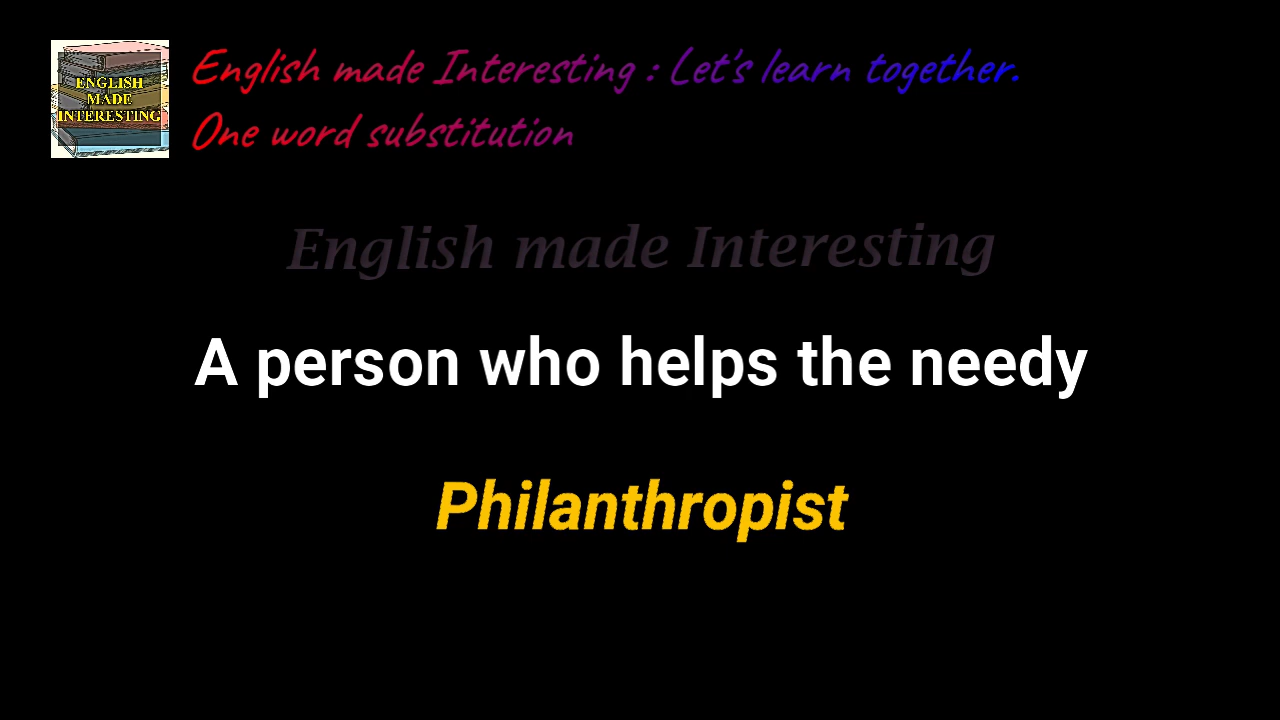 ENGLISH
MADE
INTERESTING
English made Interesting : Let's learn together.
One word substitution
English made Interesting
A person who helps the needy
Philanthropist